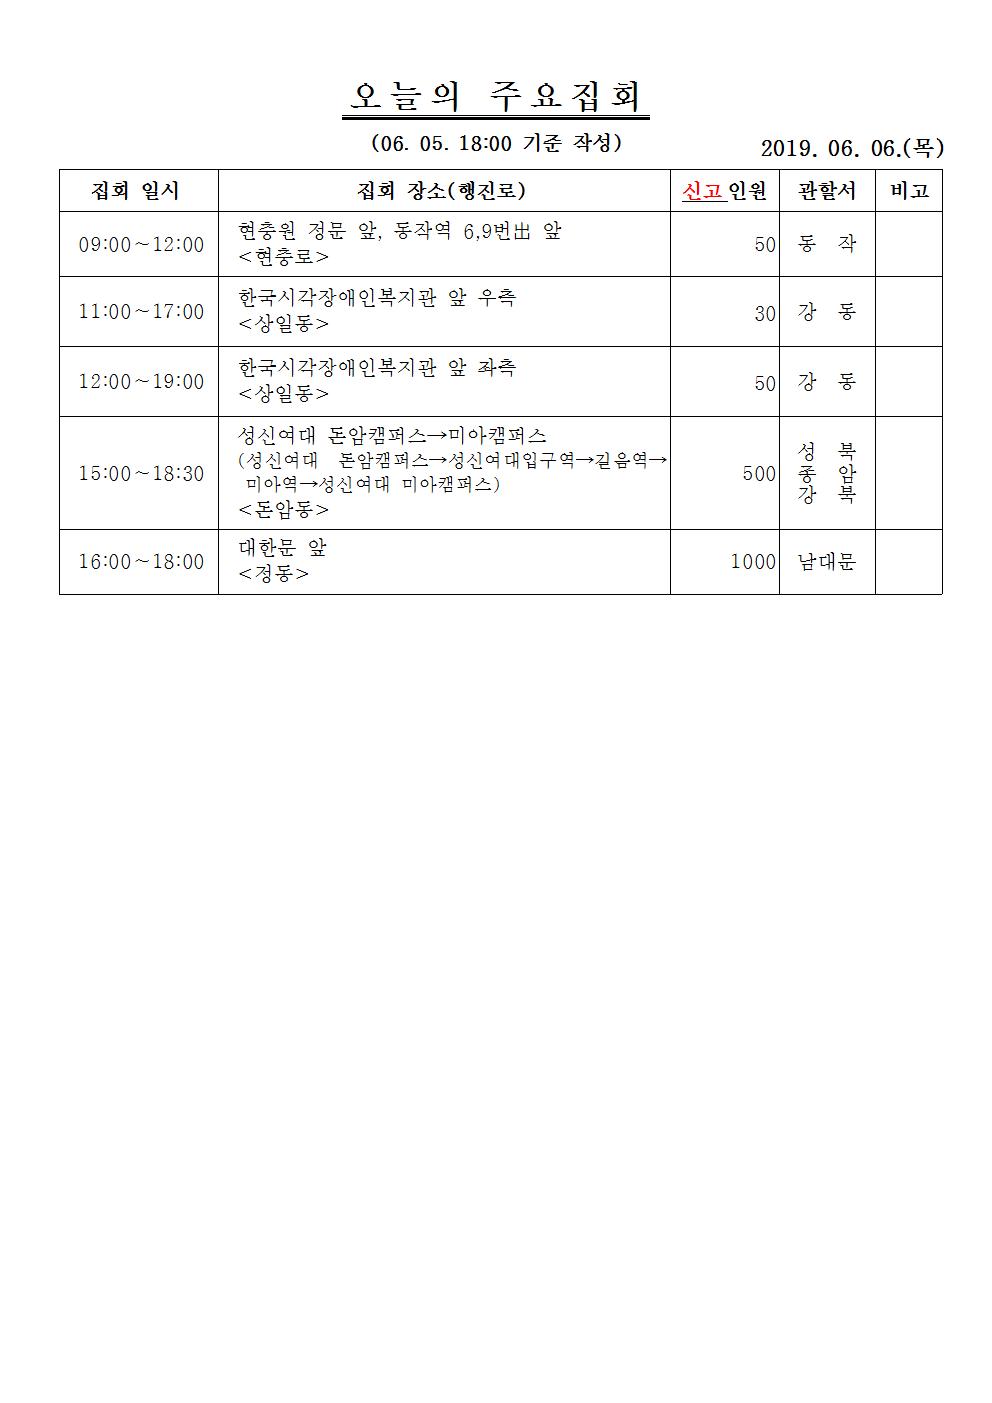 오늘의 주요집회
(06. 05. 18:00 기준 작성)
2019. 06. 06.(목)
집회 일시 집회 장소(행진로) 신고인원 관할서 비고
09:00~12:00 현충원 정문 앞, 동작역 6,9번出 앞 50 동 작
<현충로>
11:00~17:00 한국시각장애인복지관 앞 우측 30 강 동
<상일동>
12:00~19:00 한국시각장애인복지관 앞 좌측 50 강 동
<상일동>
15:00~18:30 성신여대 돈암캠퍼스→미아캠퍼스 500 성 북
(성신여대 돈암캠퍼스→성신여대입구역→길음역→ 종 암
미아역→성신여대 미아캠퍼스) 강 북
<돈암동>
16:00~18:00 대한문 앞 1000 남대문
<정동>